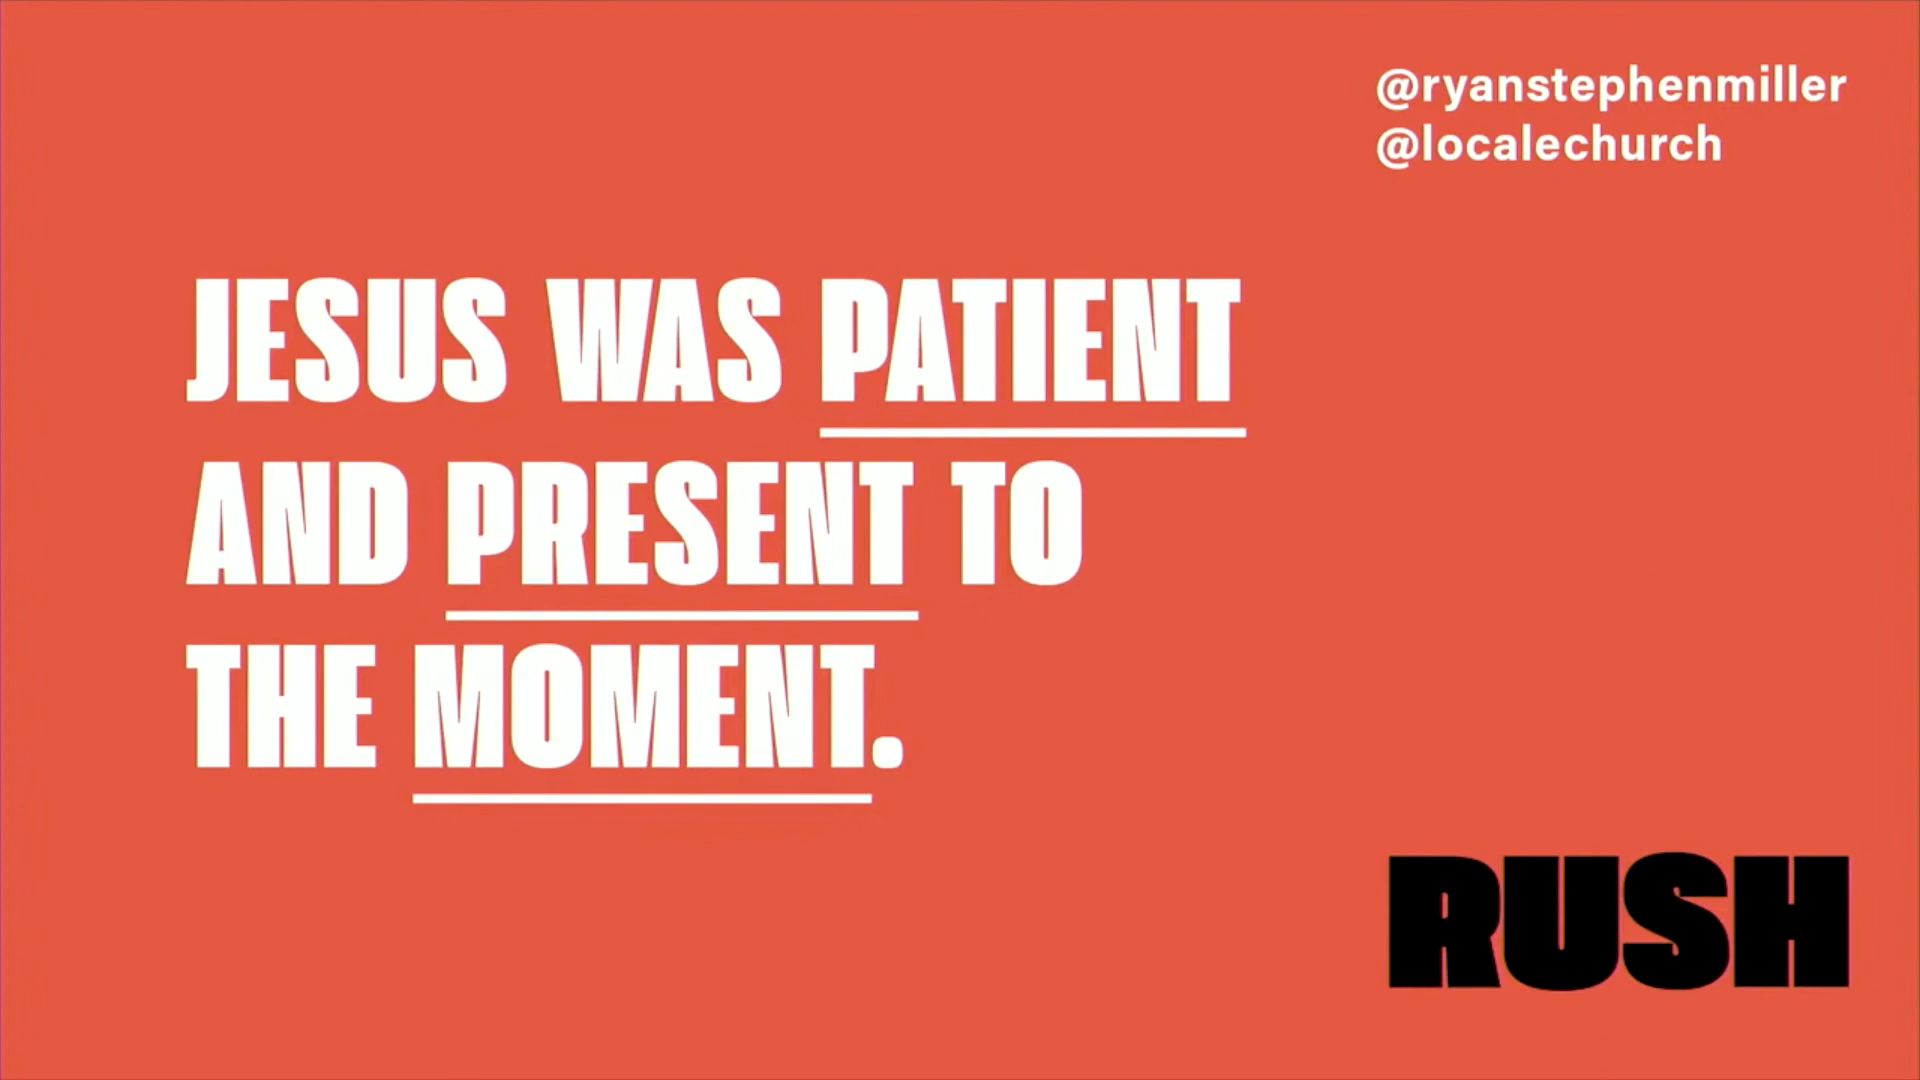 @ryanstephenmiller
@localechurch
JESUS WAS PATIENT
AND PRESENT TO
THE MOMENT.
RUSH